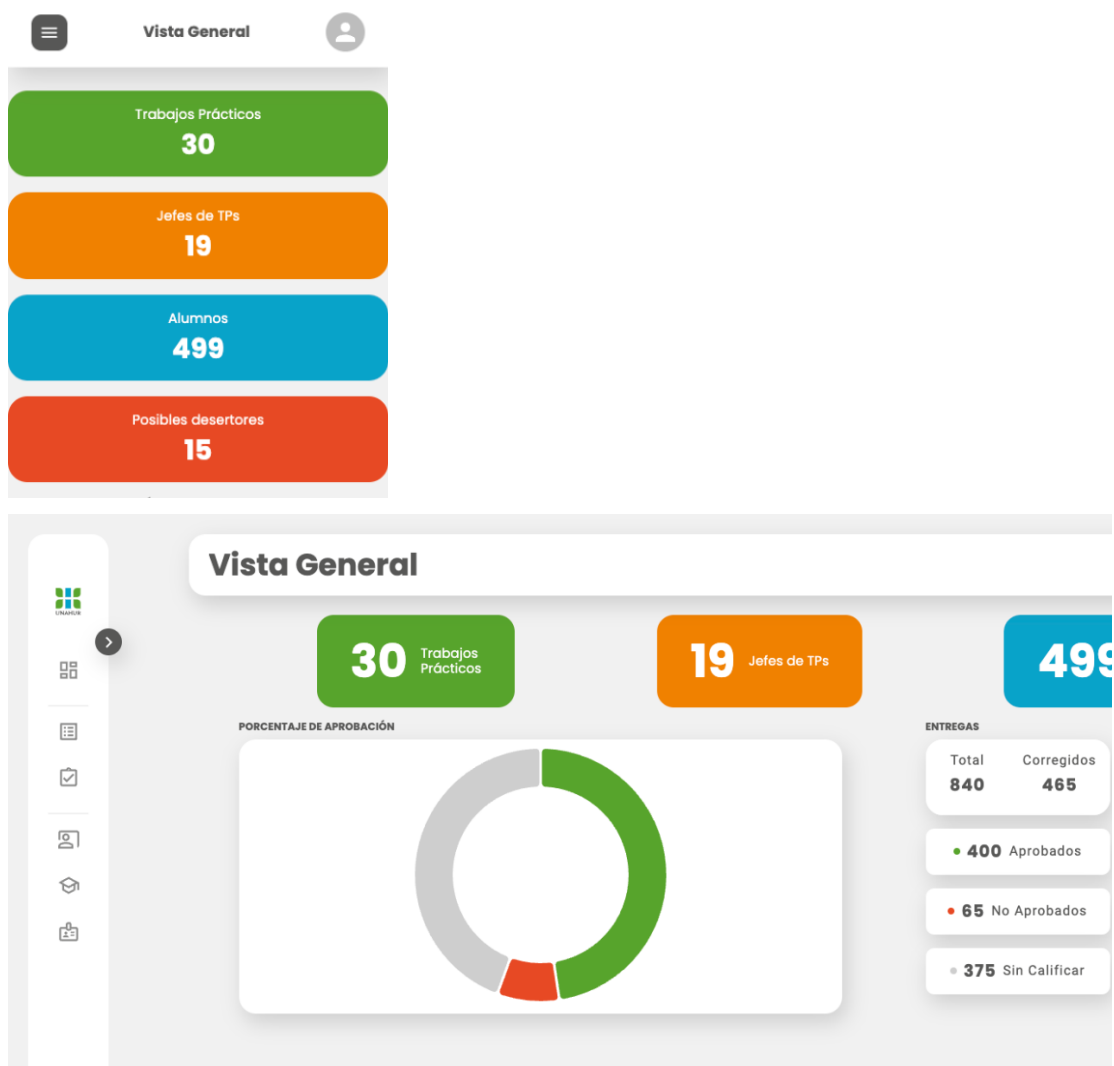 Vista General
Trabajos Prácticos
30
Jefes de TPs
19
Alumnos
499
Posibles desertores
15
UNAHUR
Vista General
30 Trabajos
Prácticos
19 Jefes de TPs
499
PORCENTAJE DE APROBACIÓN
ENTREGAS
Total Corregidos
840 465
400 Aprobados
65 No Aprobados
375 Sin Calificar